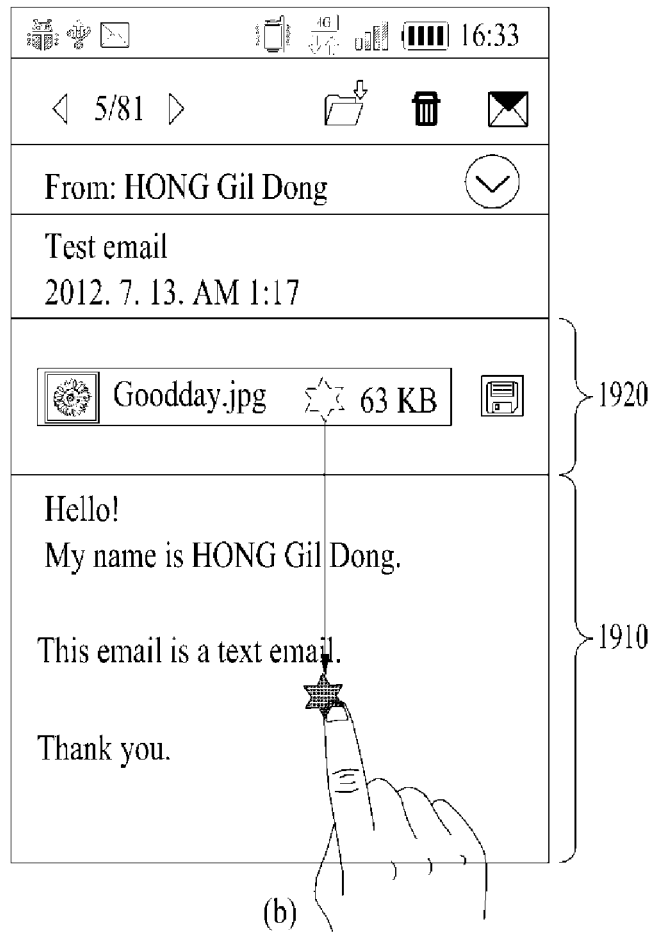 4G
16:33
5/81
From: HONG Gil Dong
Test email
2012. 7. 13. AM 1:17
Goodday.jpg 63 KB
1920
Hello!
My name is HONG Gil Dong.
This email is a text email.
1910
Thank you.
(b)